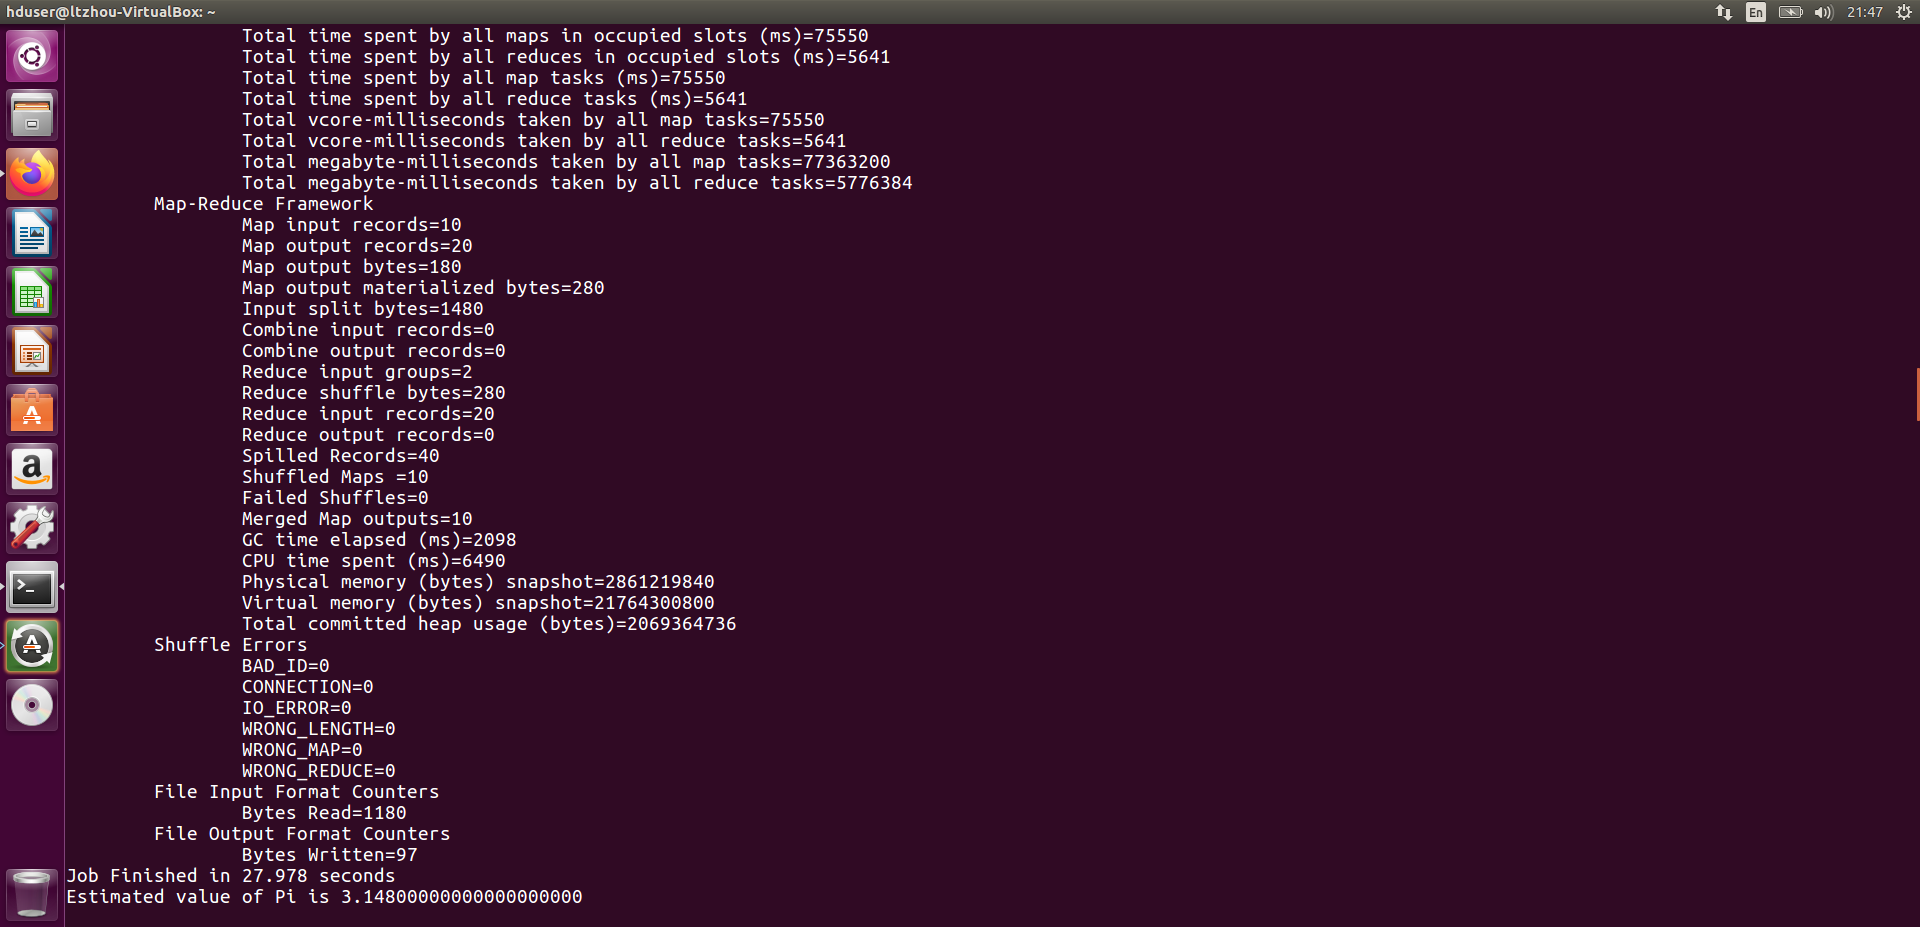 hduser@ltzhou-VirtualBox: ~
En
21:47
Total time spent by all maps in occupied slots (ms)=75550
Total time spent by all reduces in occupied slots (ms)=5641
Total time spent by all map tasks (ms)=75550
Total time spent by all reduce tasks (ms)=5641
Total vcore-milliseconds taken by all map tasks=75550
Total vcore-milliseconds taken by all reduce tasks=5641
Total megabyte-milliseconds taken by all map tasks=77363200
Total megabyte-milliseconds taken by all reduce tasks=5776384
Map-Reduce Framework
Map input records=10
Map output records=20
Map output bytes=180
Map output materialized bytes=280
Input split bytes=1480
Combine input records=0
Combine output records=0
Reduce input groups=2
Reduce shuffle bytes=280
Reduce input records=20
Reduce output records=0
Spilled Records=40
Shuffled Maps =10
Failed Shuffles=0
Merged Map outputs=10
GC time elapsed (ms)=2098
CPU time spent (ms)=6490
Physical memory (bytes) snapshot=2861219840
Virtual memory (bytes) snapshot=21764300800
Total committed heap usage (bytes)=2069364736
Shuffle Errors
BAD_ID=0
CONNECTION=0
IO_ERROR=0
WRONG_LENGTH=0
WRONG_MAP=0
WRONG_REDUCE=0
File Input Format Counters
Bytes Read=1180
File Output Format Counters
Bytes Written=97
Job Finished in 27.978 seconds
Estimated value of Pi is 3.14800000000000000000